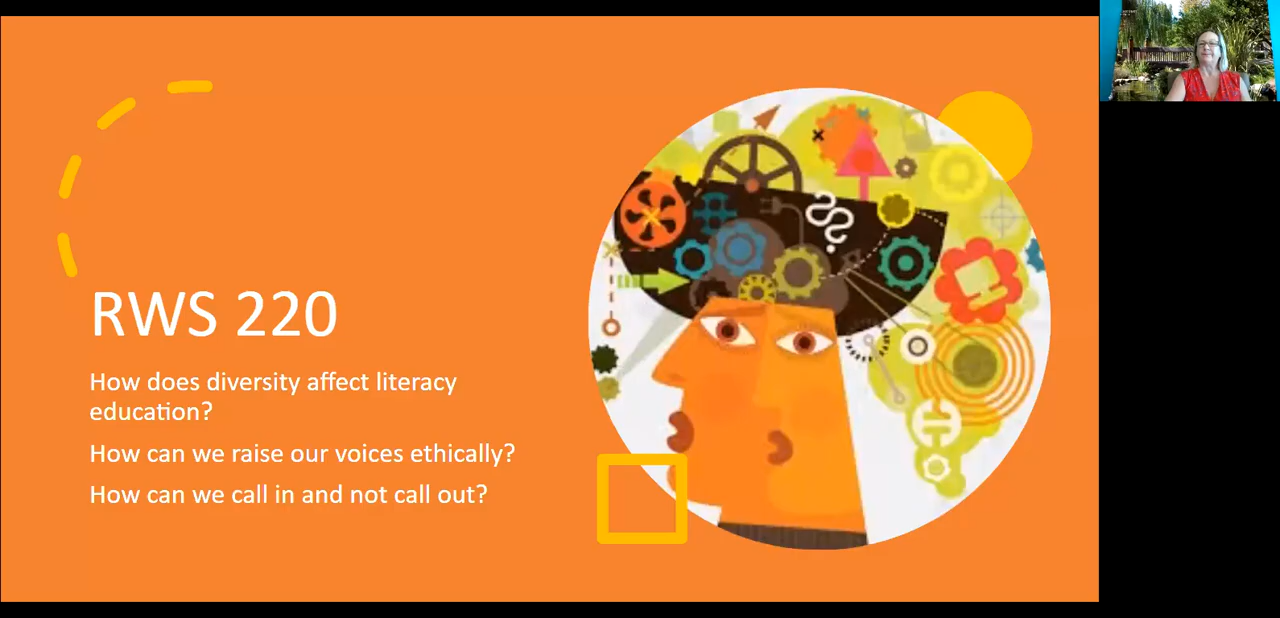 RWS 220
How does diversity affect literacy
education?
How can we raise our voices ethically?
How can we call in and not call out?